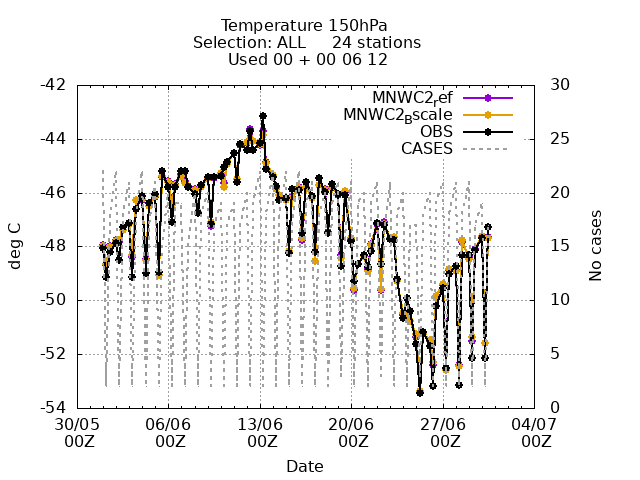 Temperature 150hPa
Selection: ALL 24 stations
Used 00 + 00 06 12
MNWC2ref
MNWC2Bscale
OBS
CASES
-42
-44
-46
-48
-50
-52
-54
deg C
30
25
20
15
10
5
0
No cases
30/05 06/06 13/06 20/06 27/06 04/07
00Z 00Z 00Z 00Z 00Z 00Z
Date